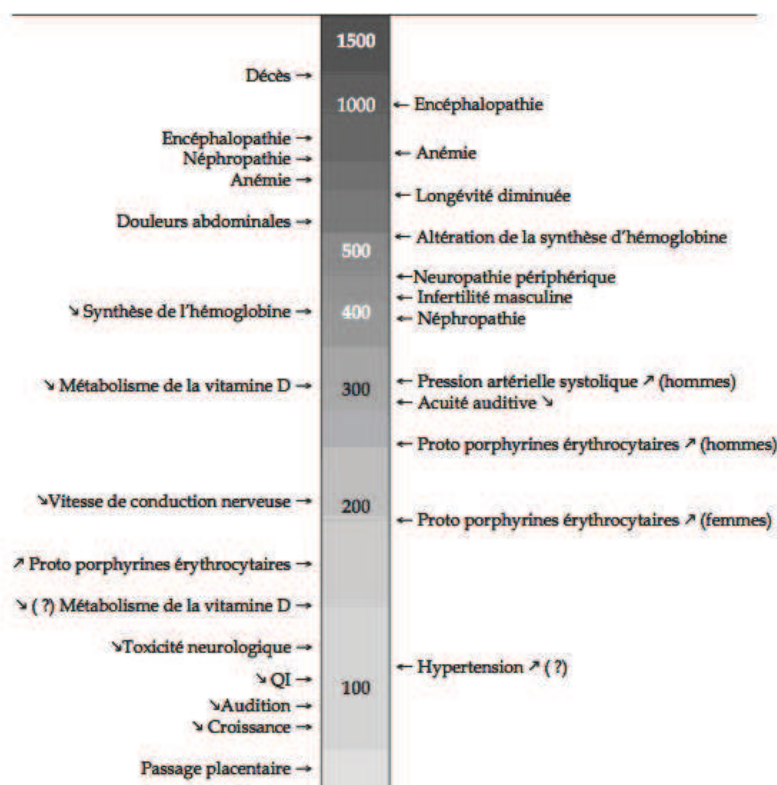 1500
Décès →
1000
← Encéphalopathie
Encéphalopathie →
← Anémie
Néphropathie →
Anémie →
← Longévité diminuée
Douleurs abdominales →
← Altération de la synthèse d'hémoglobine
500
←Neuropathie périphérique
← Infertilité masculine
↘ Synthèse de l'hémoglobine →
400
← Néphropathie
↘ Métabolisme de la vitamine D →
300
← Pression artérielle systolique ↗ (hommes)
← Acuité auditive ↘
← Proto porphyrines érythrocytaires ↗ (hommes)
↘Vitesse de conduction nerveuse →
200
← Proto porphyrines érythrocytaires ↗ (femmes)
↗ Proto porphyrines érythrocytaires →
↘ ( ?) Métabolisme de la vitamine D →
↘Toxicité neurologique →
← Hypertension ↗ ( ?)
↘ QI →
100
↘Audition →
↘ Croissance →
Passage placentaire →